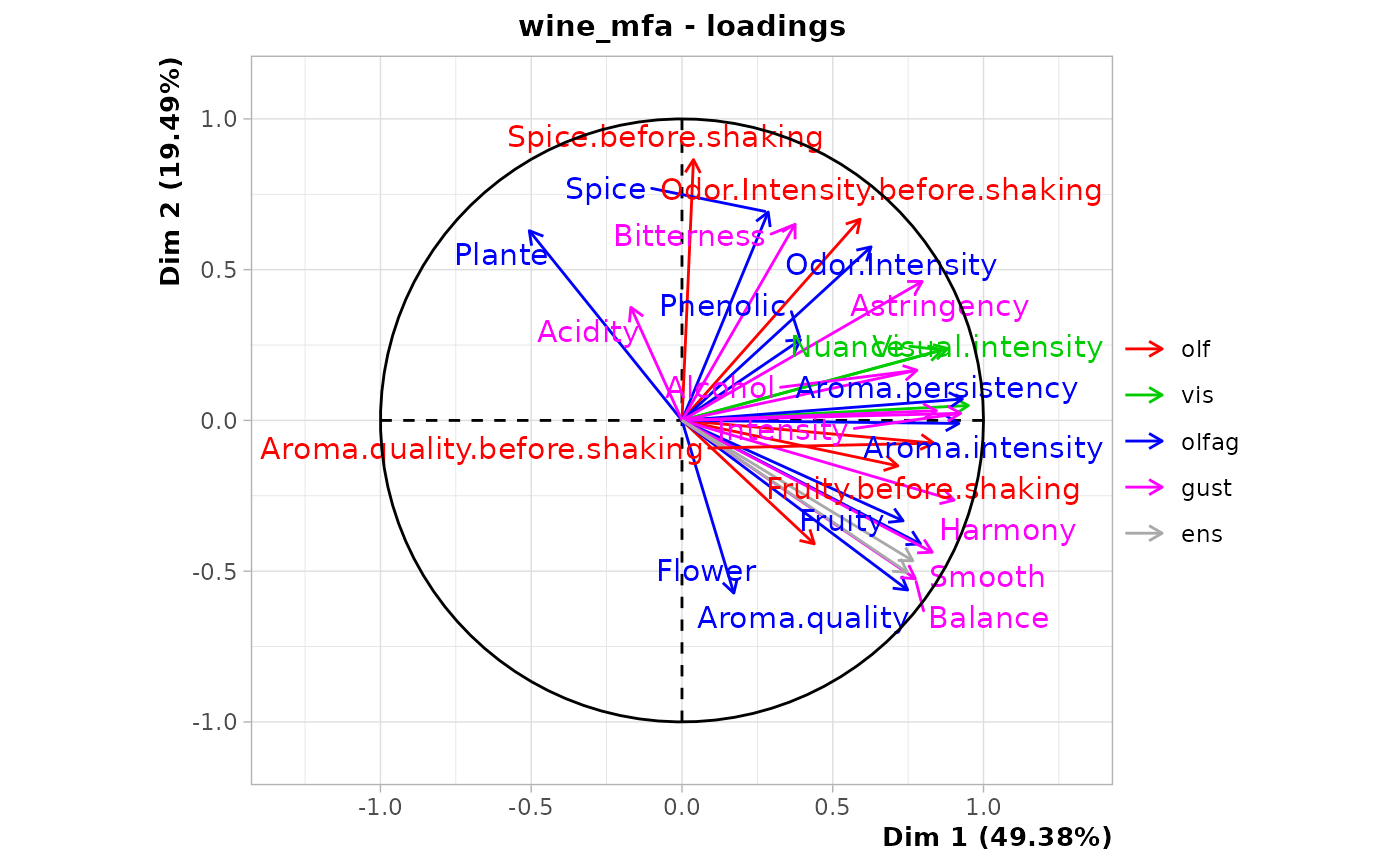 wine_mfa - loadings
Dim 2 (19.49%)
1.0
0.5
0.0
-0.5
-1.0
Spice.before.shaking
Spice
Odor.Intensity.before.shaking
Bitterness
Plante
Odor.Intensity
Phenolic
Astringency
Acidity
Nuance
Visual.intensity
Alcohol
Aroma.persistency
Intensity
Aroma.quality.before.shaking
Aroma.intensity
Fruity.before.shaking
Fruity
Harmony
Flower
Smooth
Aroma.quality
Balance
olf
vis
olfag
gust
ens
-1.0
-0.5
0.0
0.5
1.0
Dim 1 (49.38%)